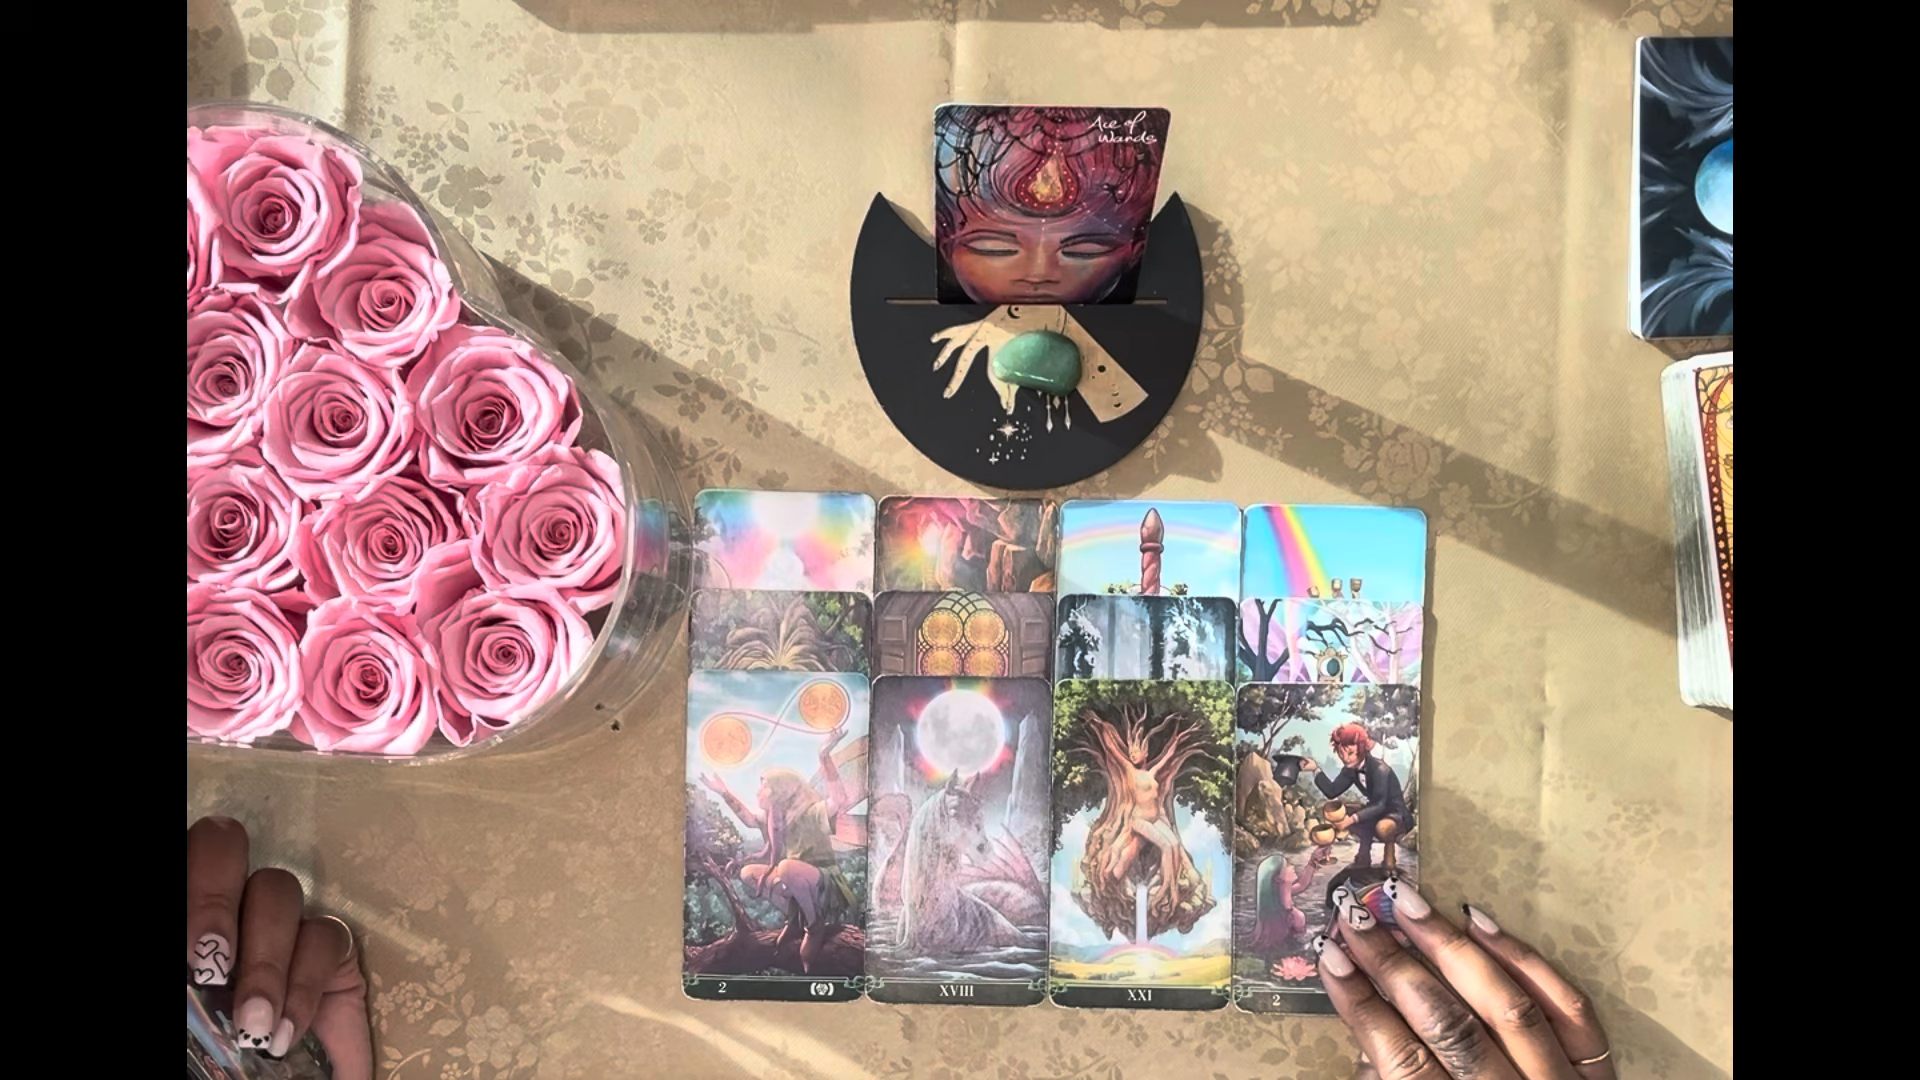 Ace of
Wands
2
XVIII
XXI
2